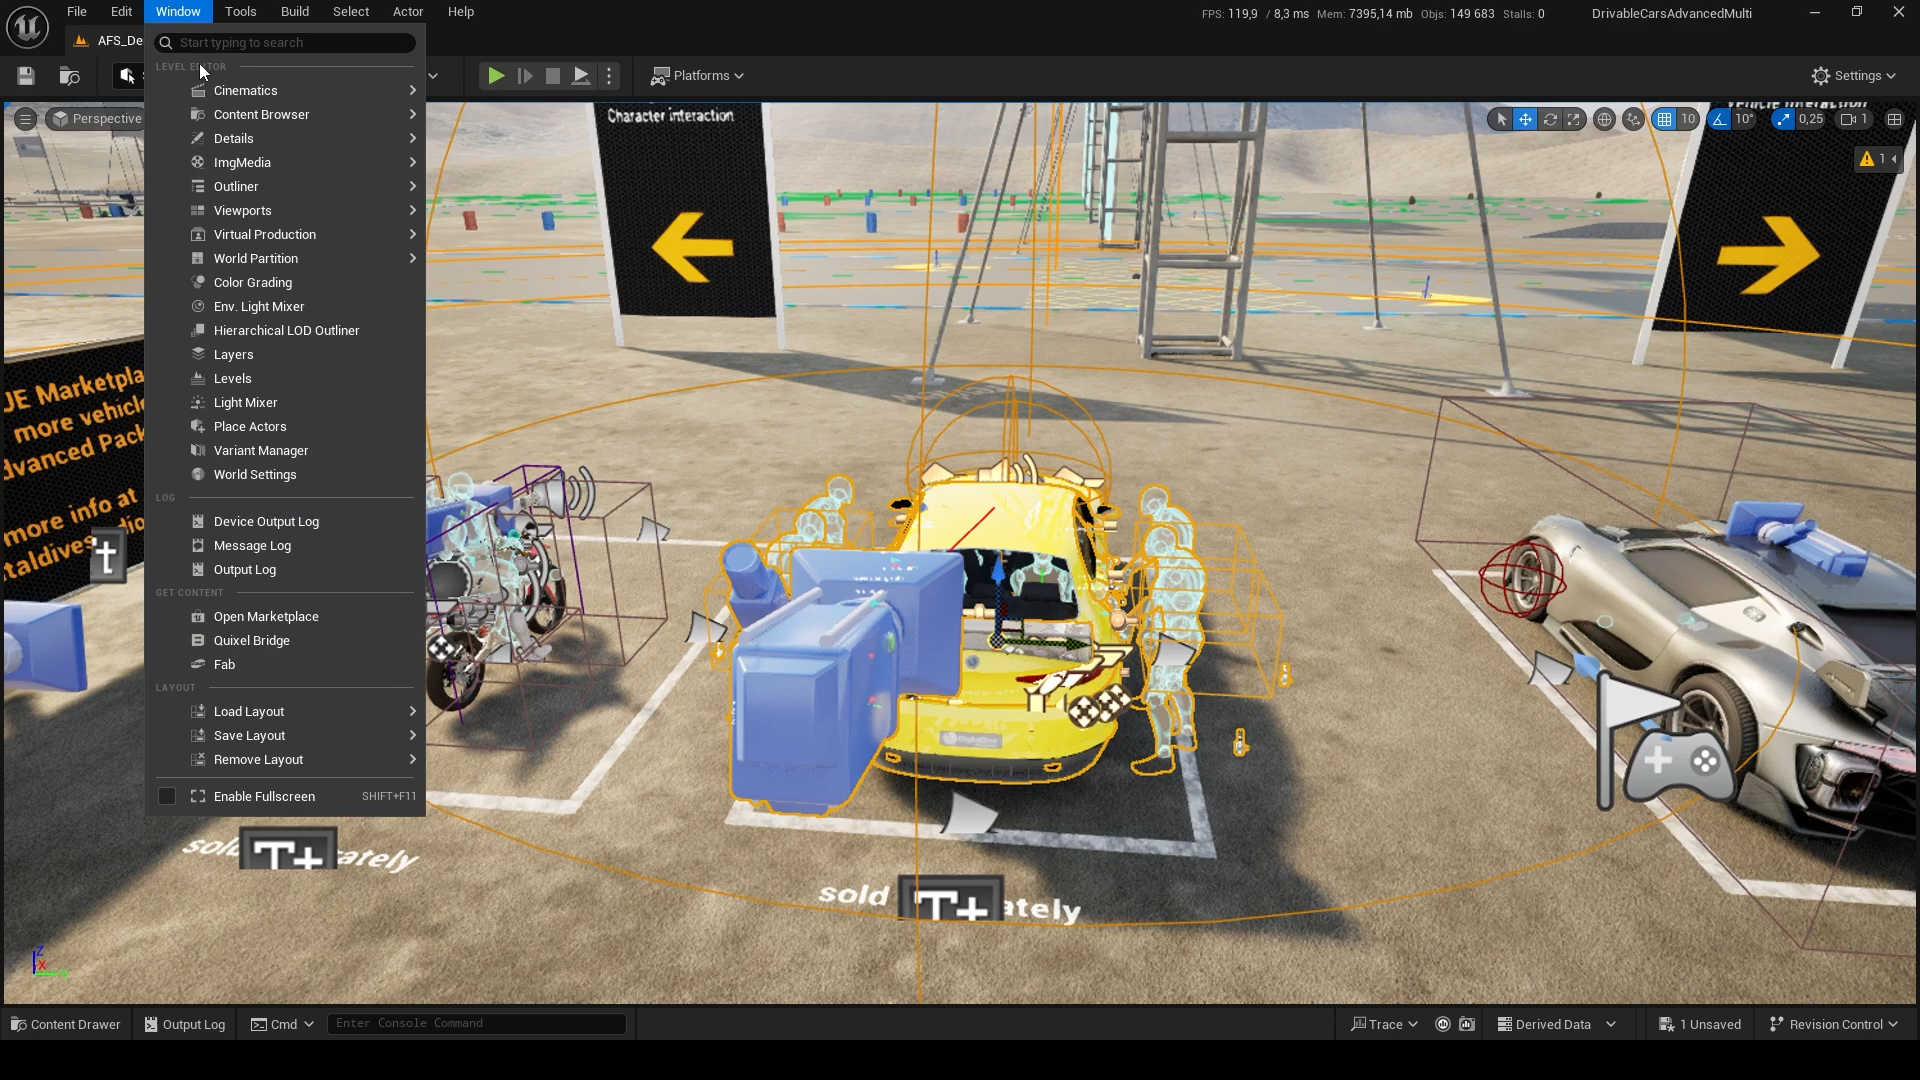 File Edit Window Tools Build Select Actor Help
FPS: 119,9 / 8,3 ms Mem: 7395,14 mb Objs: 149 683 Stalls: 0
DrivableCarsAdvancedMulti
AFS_De
Start typing to search
Platforms
Settings
LEVEL EDITOR
Cinematics
Content Browser
Details
ImgMedia
Outliner
Viewports
Virtual Production
World Partition
Color Grading
Env. Light Mixer
Hierarchical LOD Outliner
Layers
Levels
Light Mixer
Place Actors
Variant Manager
World Settings
LOG
Device Output Log
Message Log
Output Log
GET CONTENT
Open Marketplace
Quixel Bridge
Fab
LAYOUT
Load Layout
Save Layout
Remove Layout
Enable Fullscreen SHIFT+F11
Perspective
10
10°
0,25
1
1
Character interaction
Vehicle interaction
UE Marketpla
more vehicle
dvanced Pack
more info at
t
sold T+ ately
sold T+ ately
Z
X
Content Drawer
Output Log
Cmd
Enter Console Command
Trace
Derived Data
1 Unsaved
Revision Control